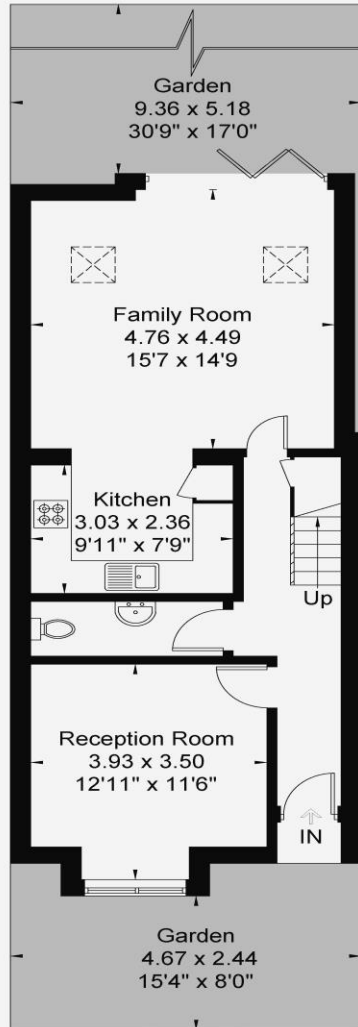 Garden
9.36 x 5.18
30'9" x 17'0"
Family Room
4.76 x 4.49
15'7 x 14'9
Kitchen
3.03 x 2.36
9'11" x 7'9"
Up
Reception Room
3.93 x 3.50
12'11" x 11'6"
IN
Garden
4.67 x 2.44
15'4" x 8'0"